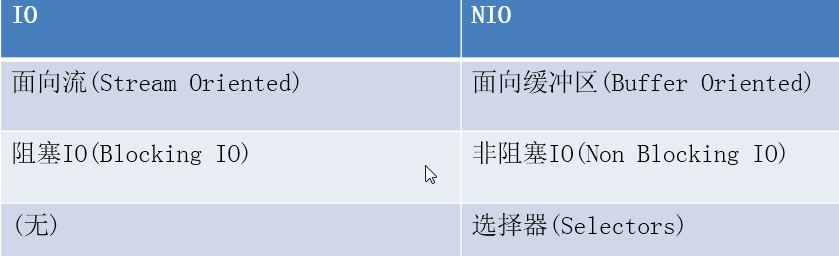 IO
NIO
面向流(Stream Oriented)
面向缓冲区(Buffer Oriented)
阻塞IO(Blocking IO)
非阻塞IO(Non Blocking IO)
(无)
选择器(Selectors)